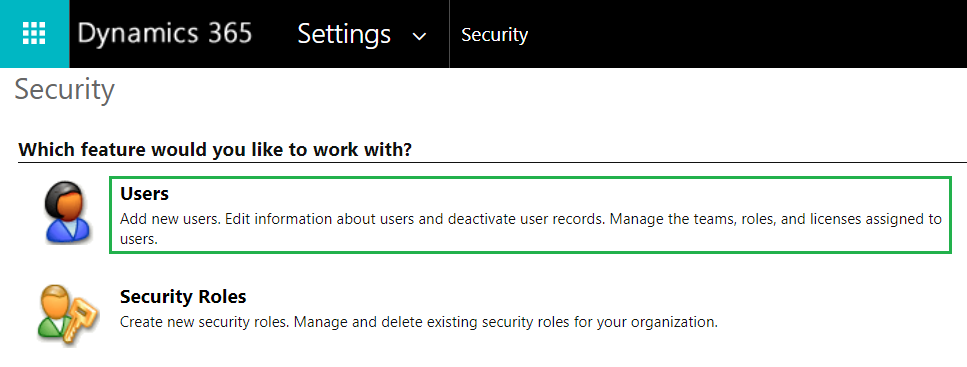 Dynamics 365 Settings Security
Security
Which feature would you like to work with?
Users
Add new users. Edit information about users and deactivate user records. Manage the teams, roles, and licenses assigned to
users.
Security Roles
Create new security roles. Manage and delete existing security roles for your organization.